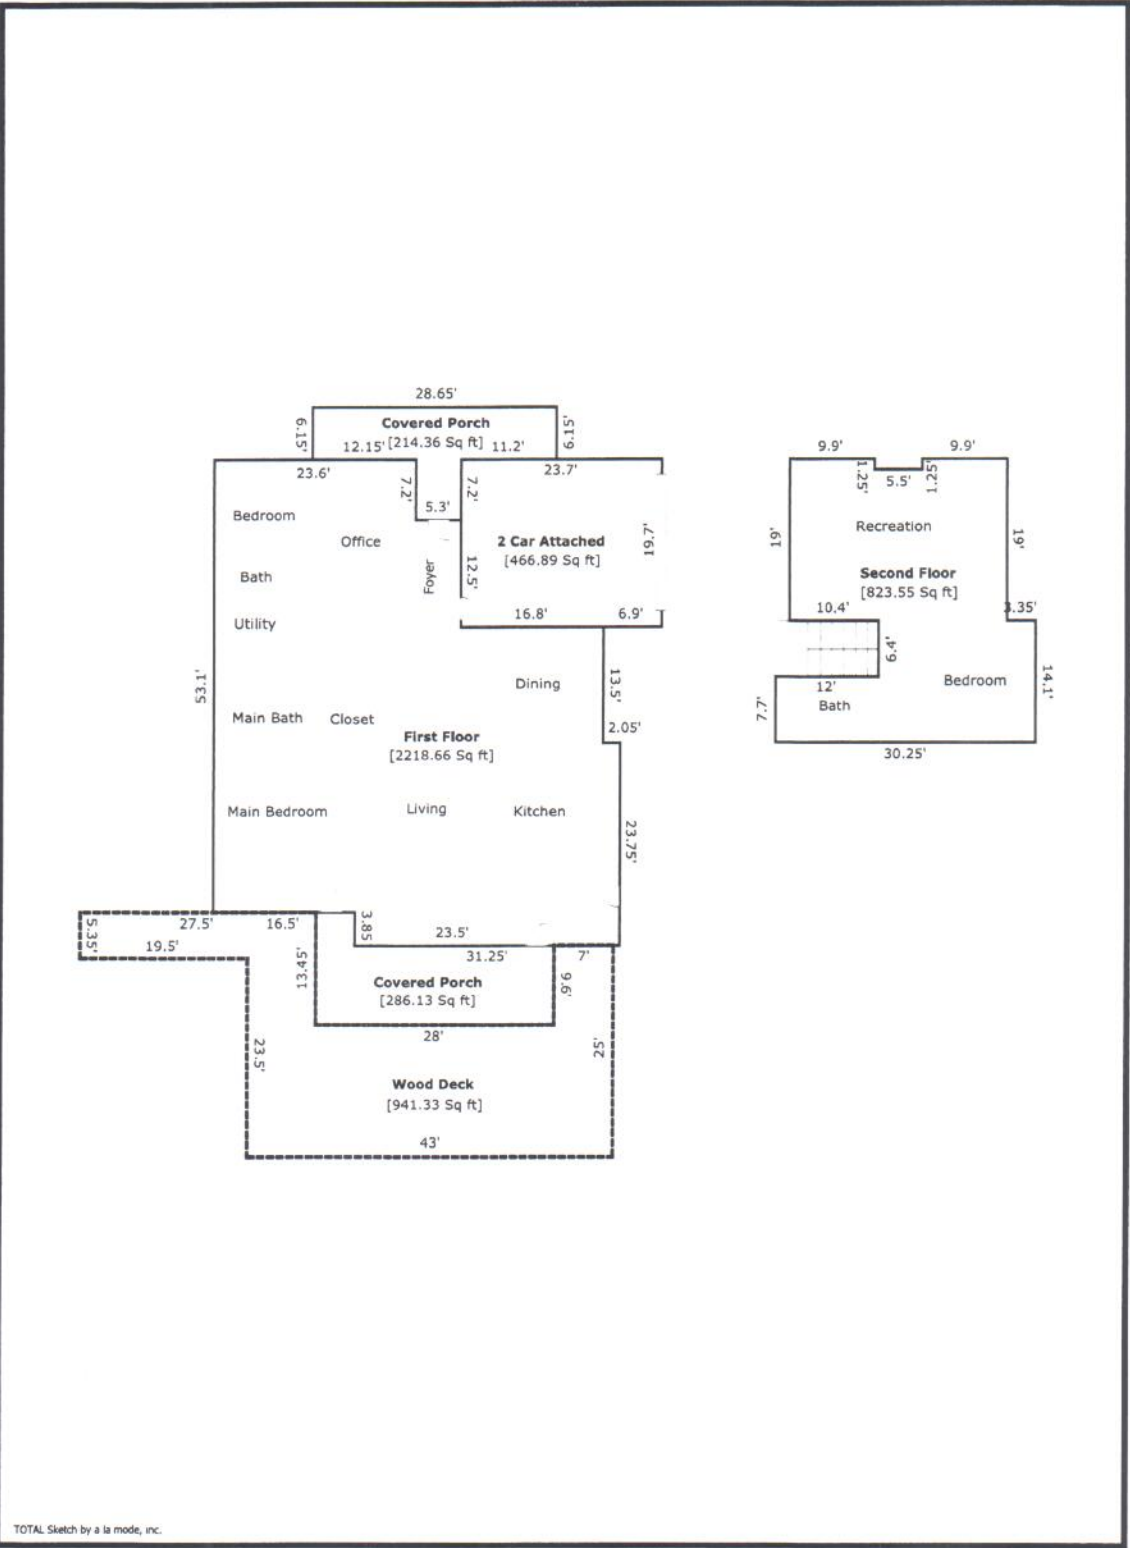 28.65'
6.15'
Covered Porch
6.15'
12.15'
[214.36 Sq ft]
11.2'
23.6'
7.2'
7.2'
23.7'
5.3'
Bedroom
Office
Foyer
12.5'
2 Car Attached
[466.89 Sq ft]
19.7'
Bath
Utility
16.8'
6.9'
53.1'
Dining
13.5'
Main Bath
Closet
2.05'
First Floor
[2218.66 Sq ft]
Main Bedroom
Living
Kitchen
23.75'
5.35'
27.5'
16.5'
3.85'
23.5'
19.5'
13.45'
31.25'
7'
Covered Porch
[286.13 Sq ft]
9.6'
28'
23.5'
25'
Wood Deck
[941.33 Sq ft]
43'
9.9'
9.9'
1.25'
5.5'
1.25'
19'
Recreation
19'
Second Floor
[823.55 Sq ft]
10.4'
3.35'
6.4'
Bedroom
14.1'
12'
7.7'
Bath
30.25'
TOTAL Sketch by a la mode, inc.